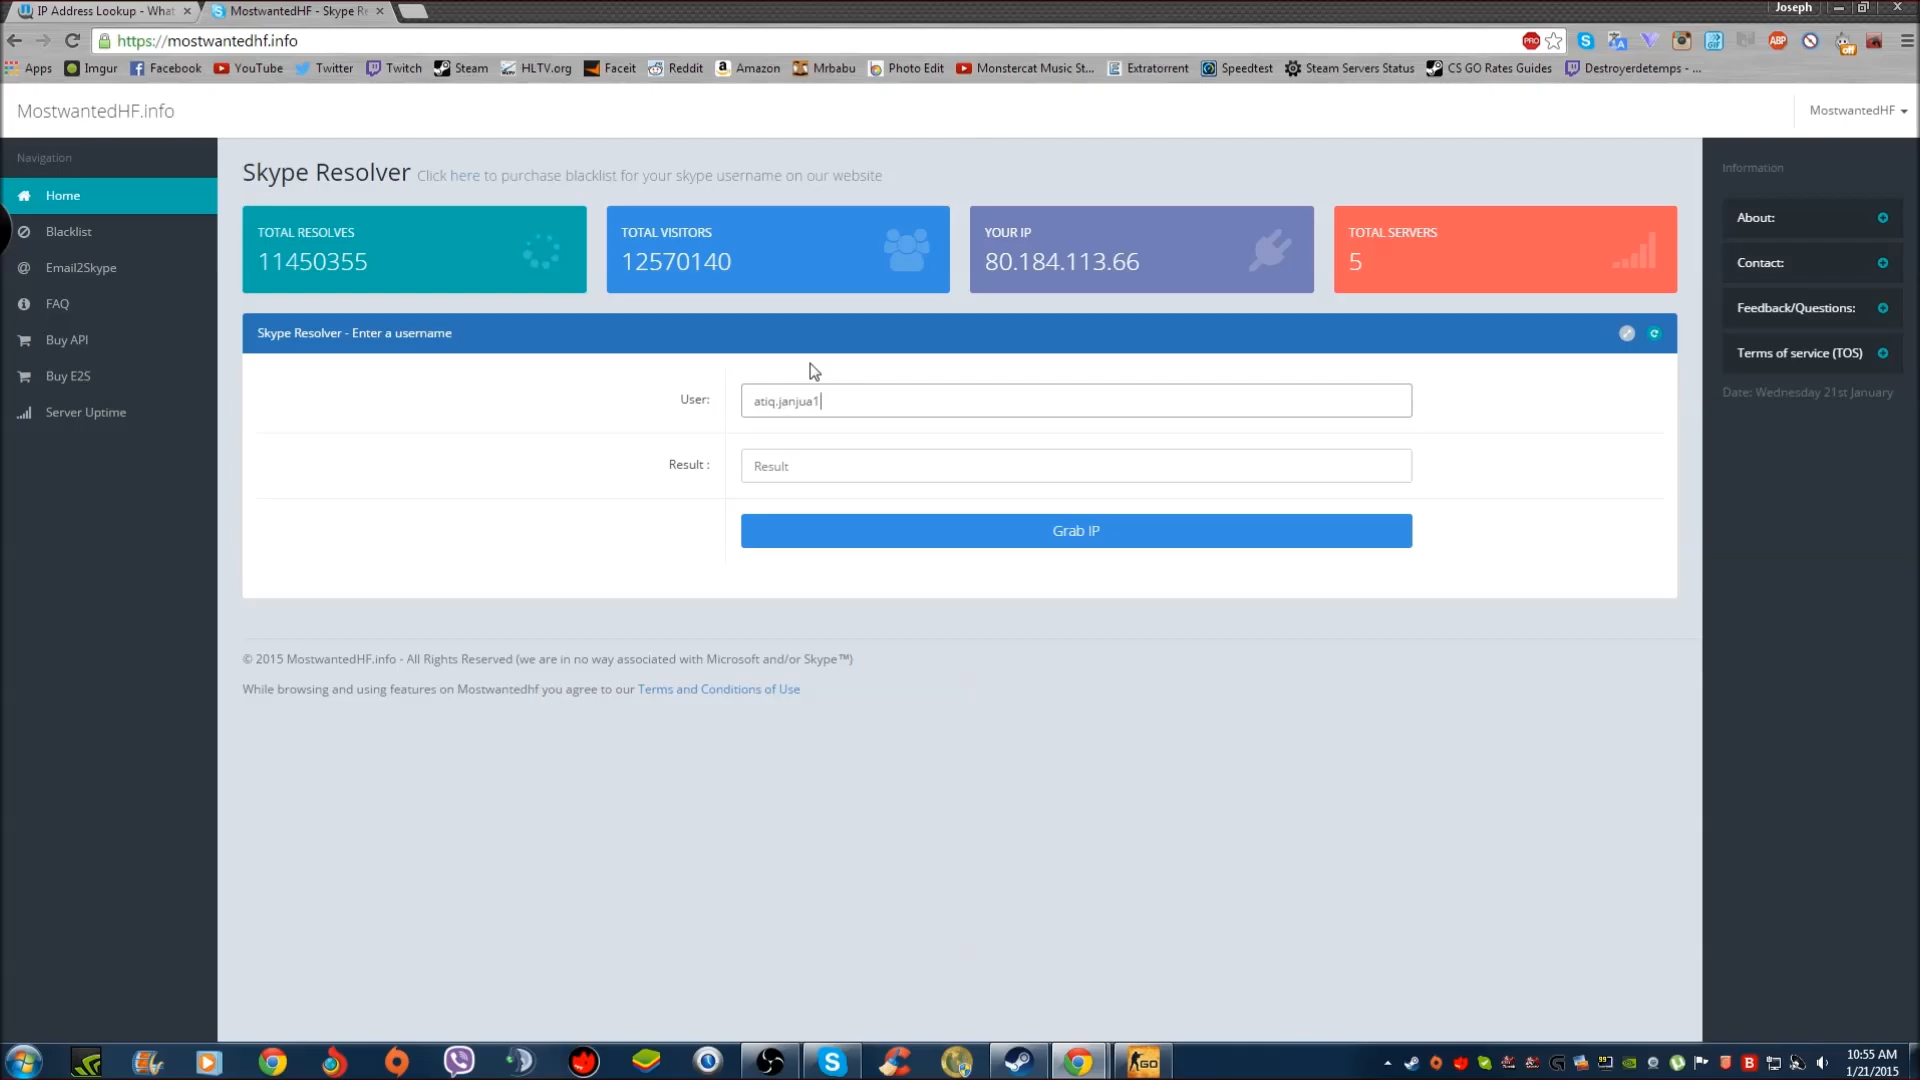 IP Address Lookup - What
MostwantedHF - Skype Re
Joseph
https://mostwantedhf.info
Apps
Imgur
Facebook
YouTube
Twitter
Twitch
Steam
HLTV.org
Faceit
Reddit
Amazon
Mrbabu
Photo Edit
Monstercat Music St...
Extratorrent
Speedtest
Steam Servers Status
CS GO Rates Guides
Destroyerdetemps - ...
MostwantedHF.info
MostwantedHF
Navigation
Home
Blacklist
Email2Skype
FAQ
Buy API
Buy E2S
Server Uptime
Skype Resolver Click here to purchase blacklist for your skype username on our website
TOTAL RESOLVES
11450355
TOTAL VISITORS
12570140
YOUR IP
80.184.113.66
TOTAL SERVERS
5
Skype Resolver - Enter a username
User:
atiq.janjua1
Result :
Result
Grab IP
© 2015 MostwantedHF.info - All Rights Reserved (we are in no way associated with Microsoft and/or Skype™)
While browsing and using features on Mostwantedhf you agree to our Terms and Conditions of Use
Information
About:
Contact:
Feedback/Questions:
Terms of service (TOS)
Date: Wednesday 21st January
10:55 AM
1/21/2015